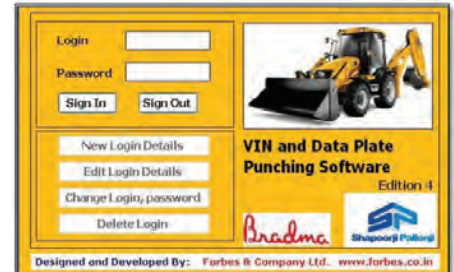 Login
Password
Sign In Sign Out
New Login Details
Edit Login Details
Change Login, password
Delete Login
VIN and Data Plate
Punching Software
Edition 4
Bradma
SP
Shapoorji Pallonji
Designed and Developed By: Forbes & Company Ltd. www.forbes.co.in